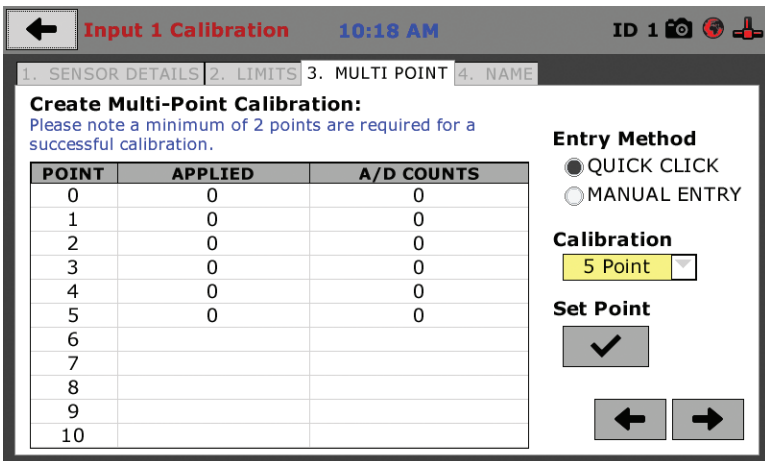 Input 1 Calibration 10:18 AM ID 1
1. SENSOR DETAILS 2. LIMITS 3. MULTI POINT 4. NAME
Create Multi-Point Calibration:
Please note a minimum of 2 points are required for a
successful calibration.
POINT APPLIED A/D COUNTS
0 0 0
1 0 0
2 0 0
3 0 0
4 0 0
5 0 0
6
7
8
9
10
Entry Method
QUICK CLICK
MANUAL ENTRY
Calibration
5 Point
Set Point